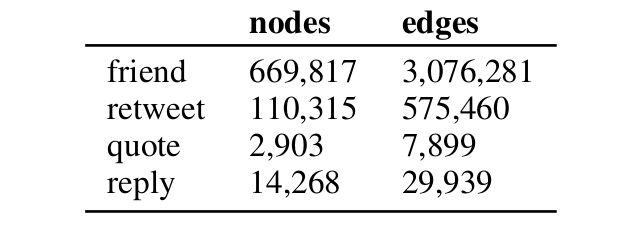 nodes edges
friend 669,817 3,076,281
retweet 110,315 575,460
quote 2,903 7,899
reply 14,268 29,939